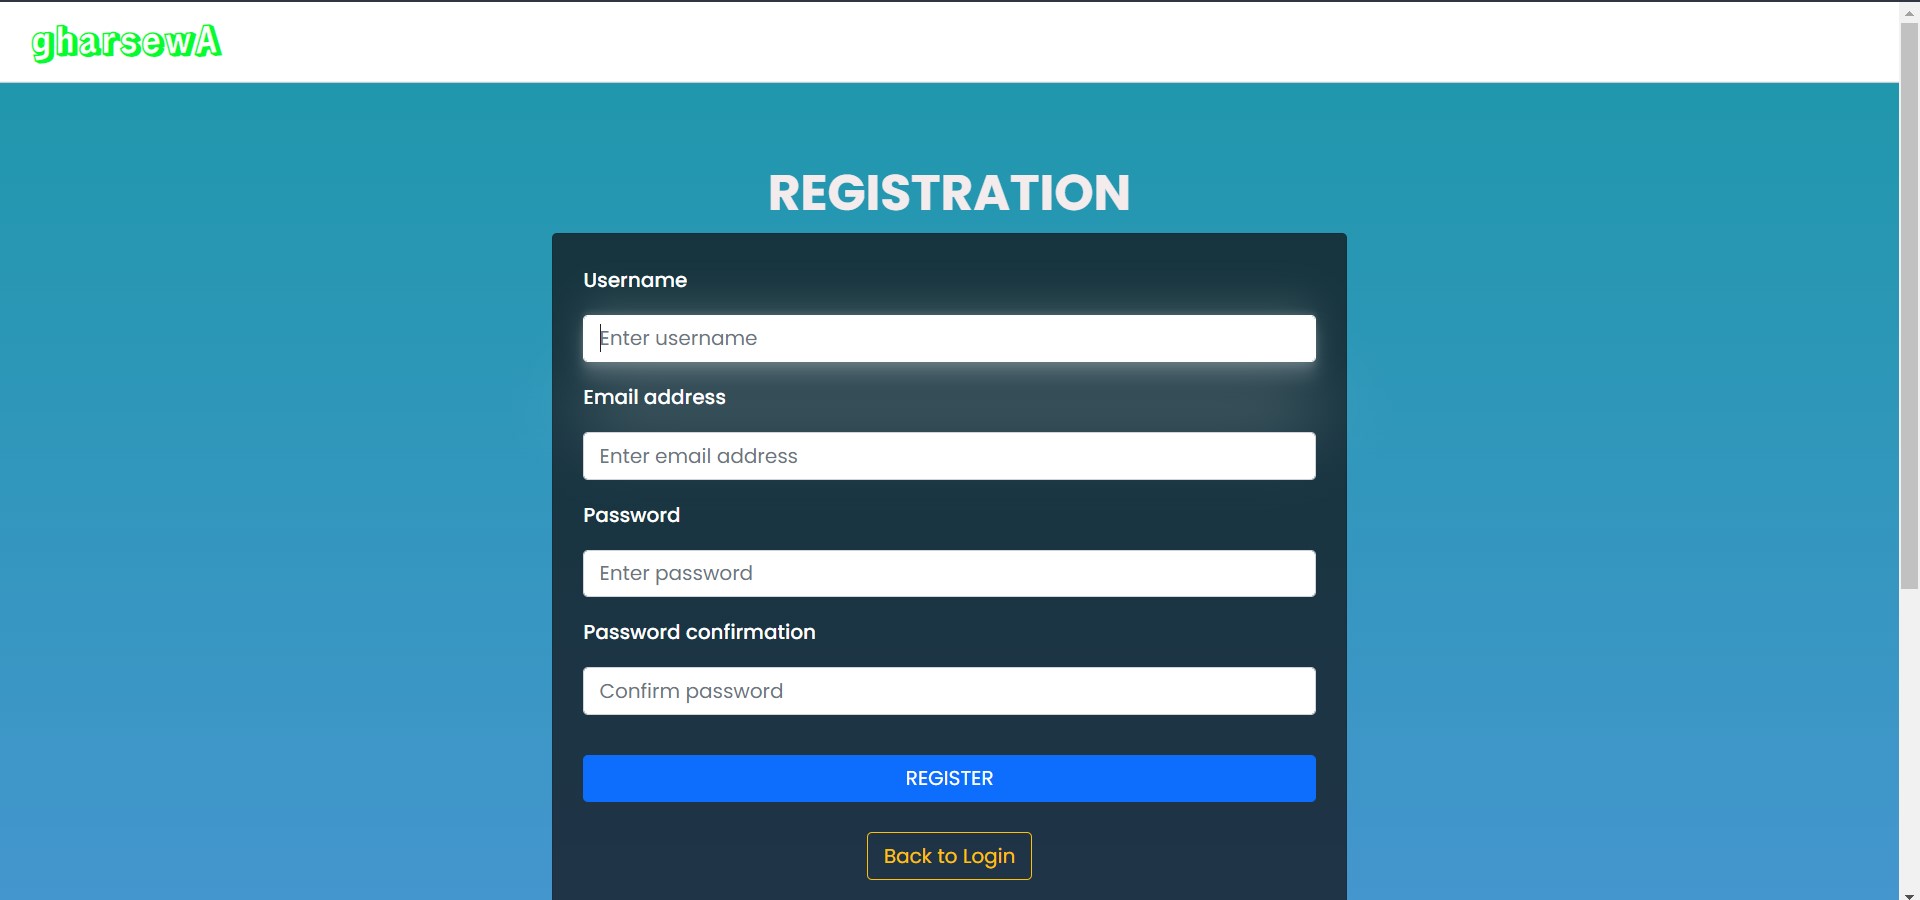 gharsewA
REGISTRATION
Username
Enter username
Email address
Enter email address
Password
Enter password
Password confirmation
Confirm password
REGISTER
Back to Login